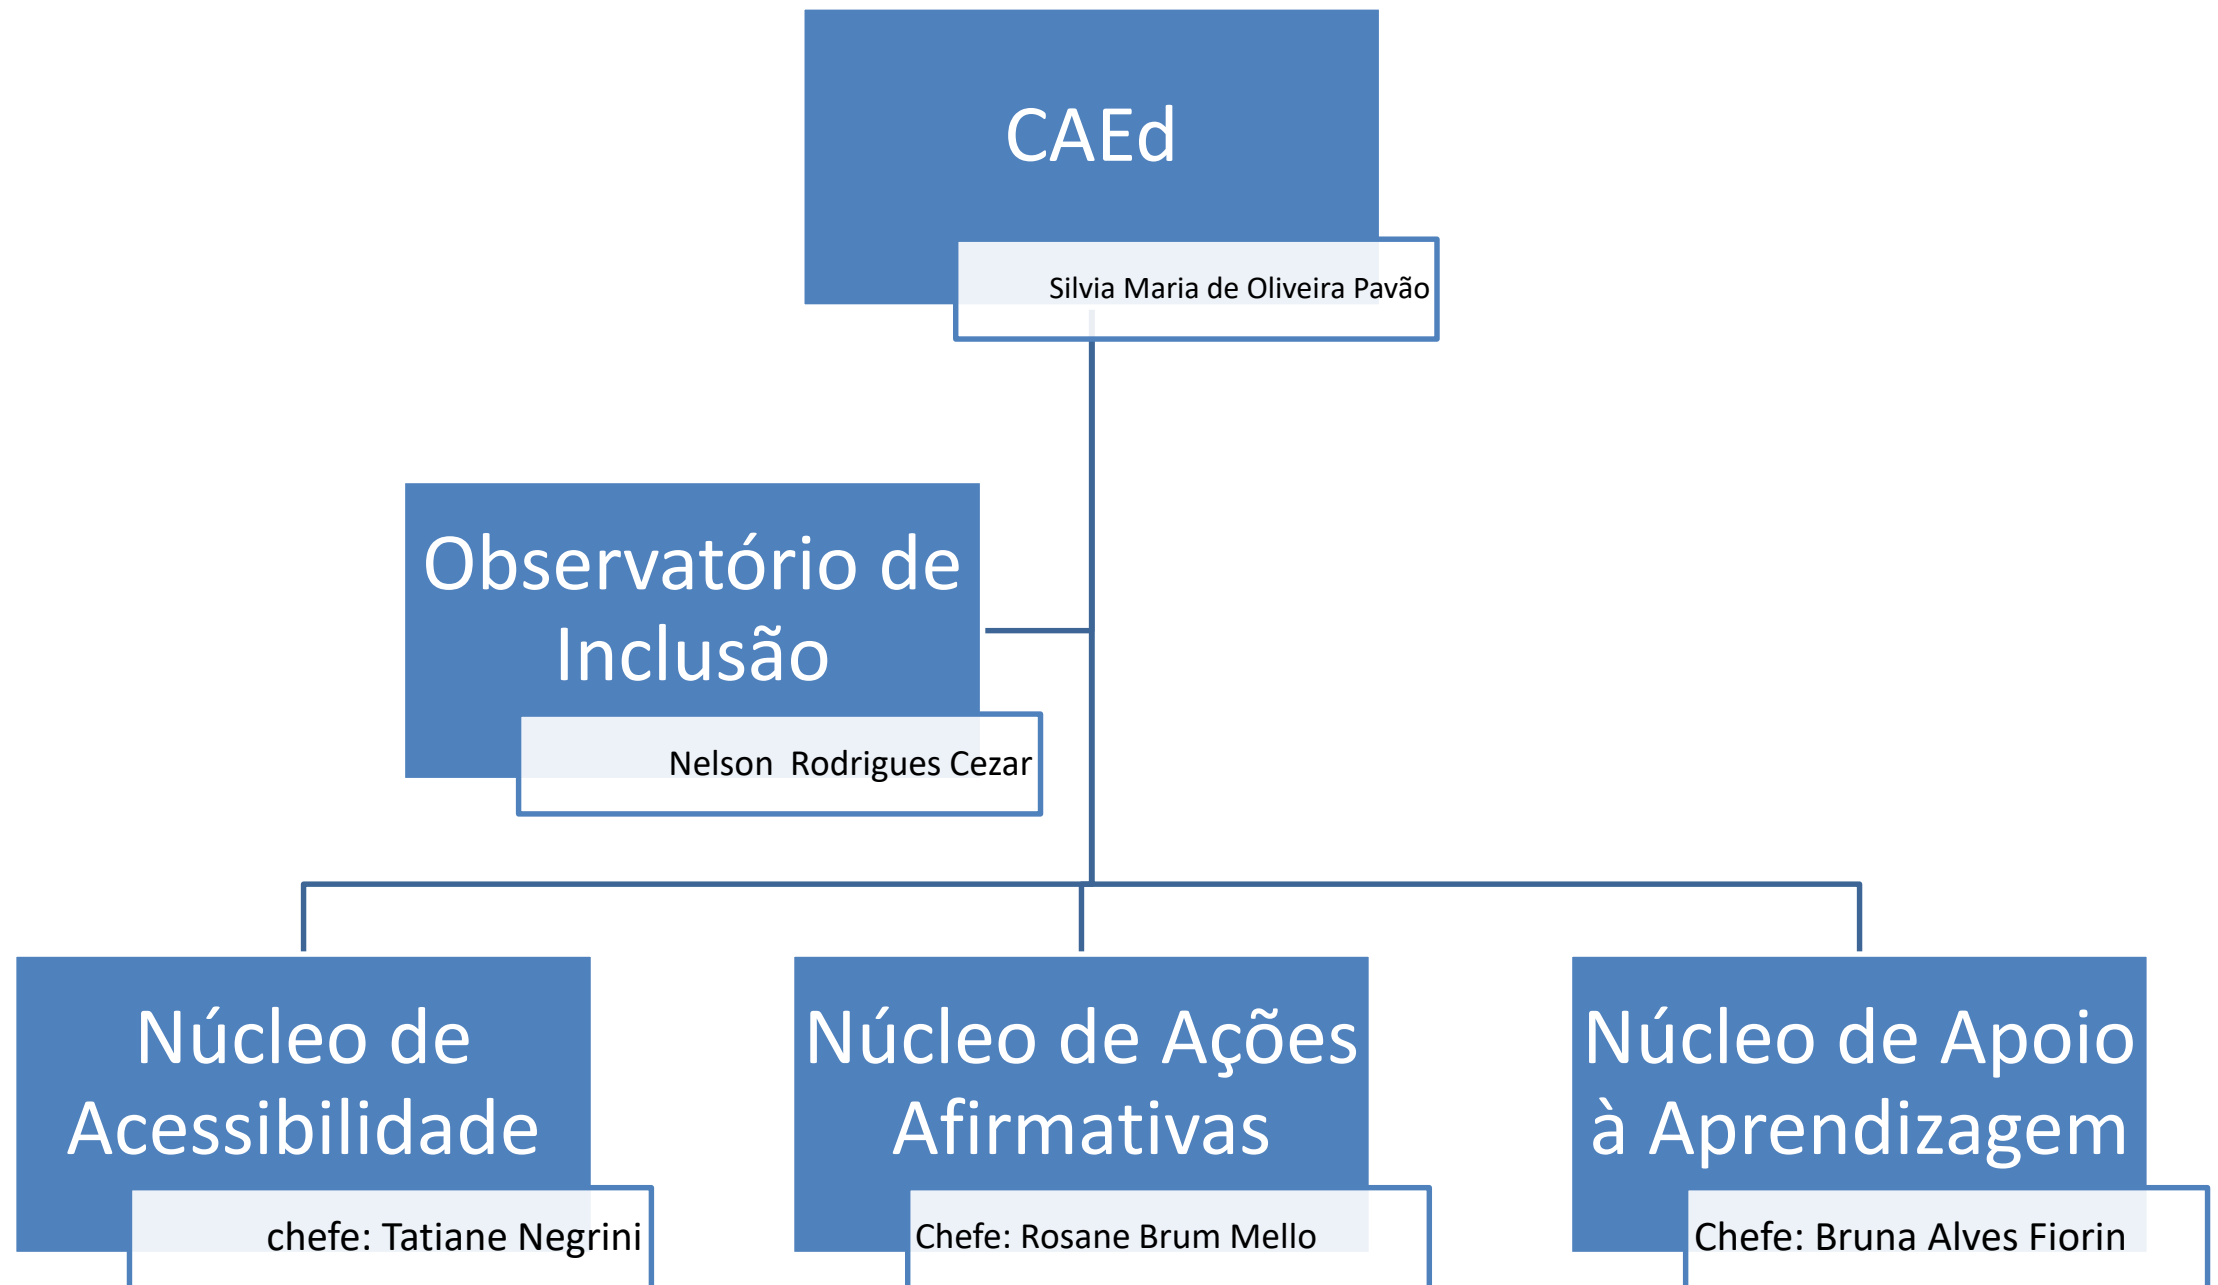 CAEd
Silvia Maria de Oliveira Pavão
Observatório de
Inclusão
Nelson  Rodrigues Cezar
Núcleo de
Acessibilidade
chefe: Tatiane Negrini
Núcleo de Ações
Afirmativas
Chefe: Rosane Brum Mello
Núcleo de Apoio
à Aprendizagem
Chefe: Bruna Alves Fiorin